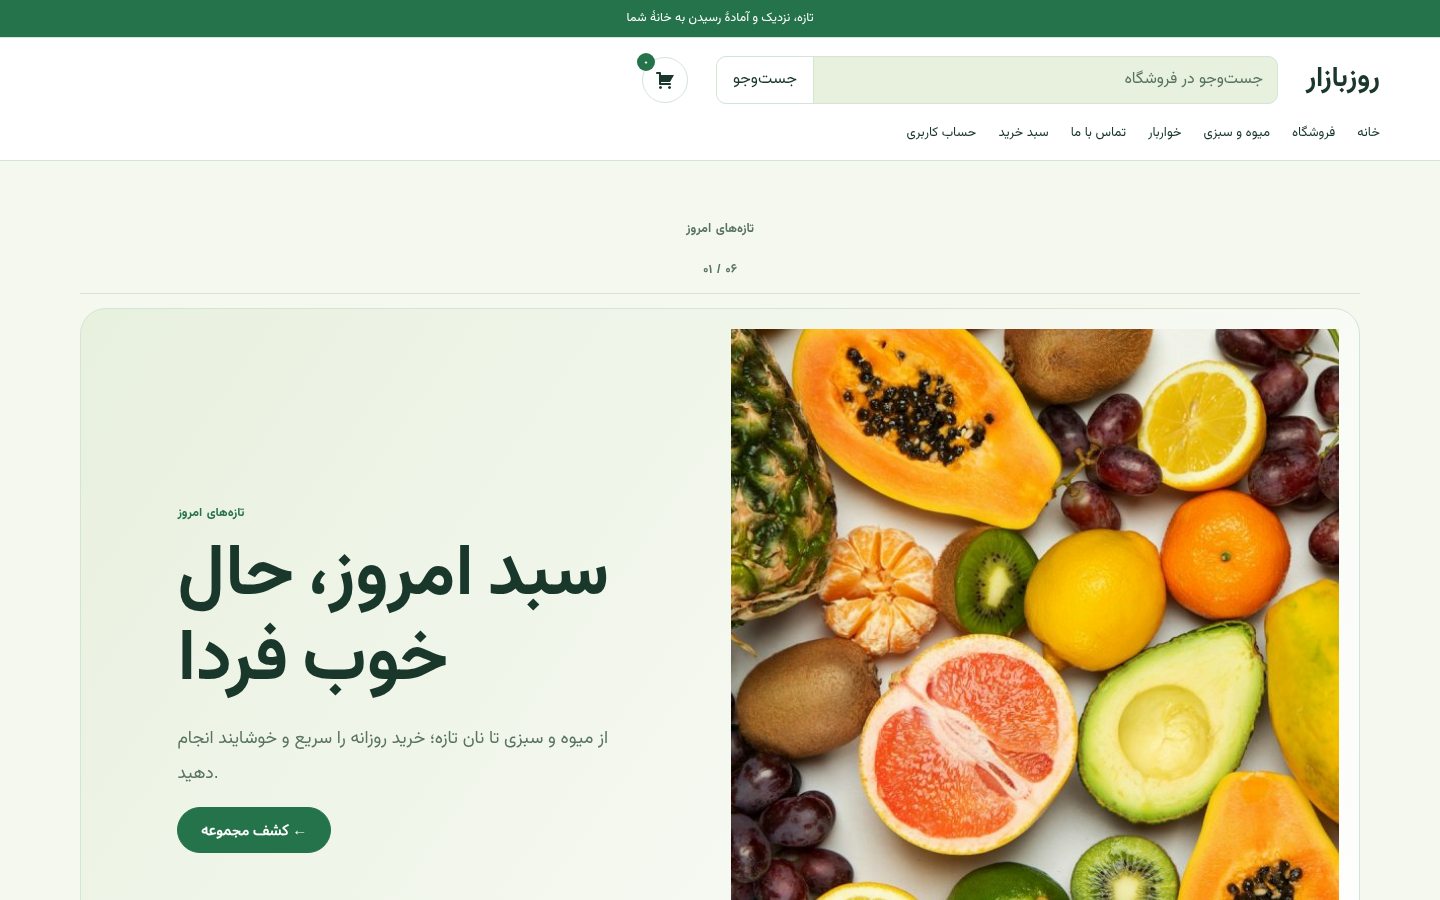 تازه، نزدیک و آمادهٔ رسیدن به خانهٔ شما
روزبازار
جست‌وجو در فروشگاه
جست‌وجو
۰
خانه
فروشگاه
میوه و سبزی
خواربار
تماس با ما
سبد خرید
حساب کاربری
تازه‌های امروز
۰۱ / ۰۶
تازه‌های امروز
سبد امروز، حال
خوب فردا
از میوه و سبزی تا نان تازه؛ خرید روزانه را سریع و خوشایند انجام
دهید.
کشف مجموعه ←